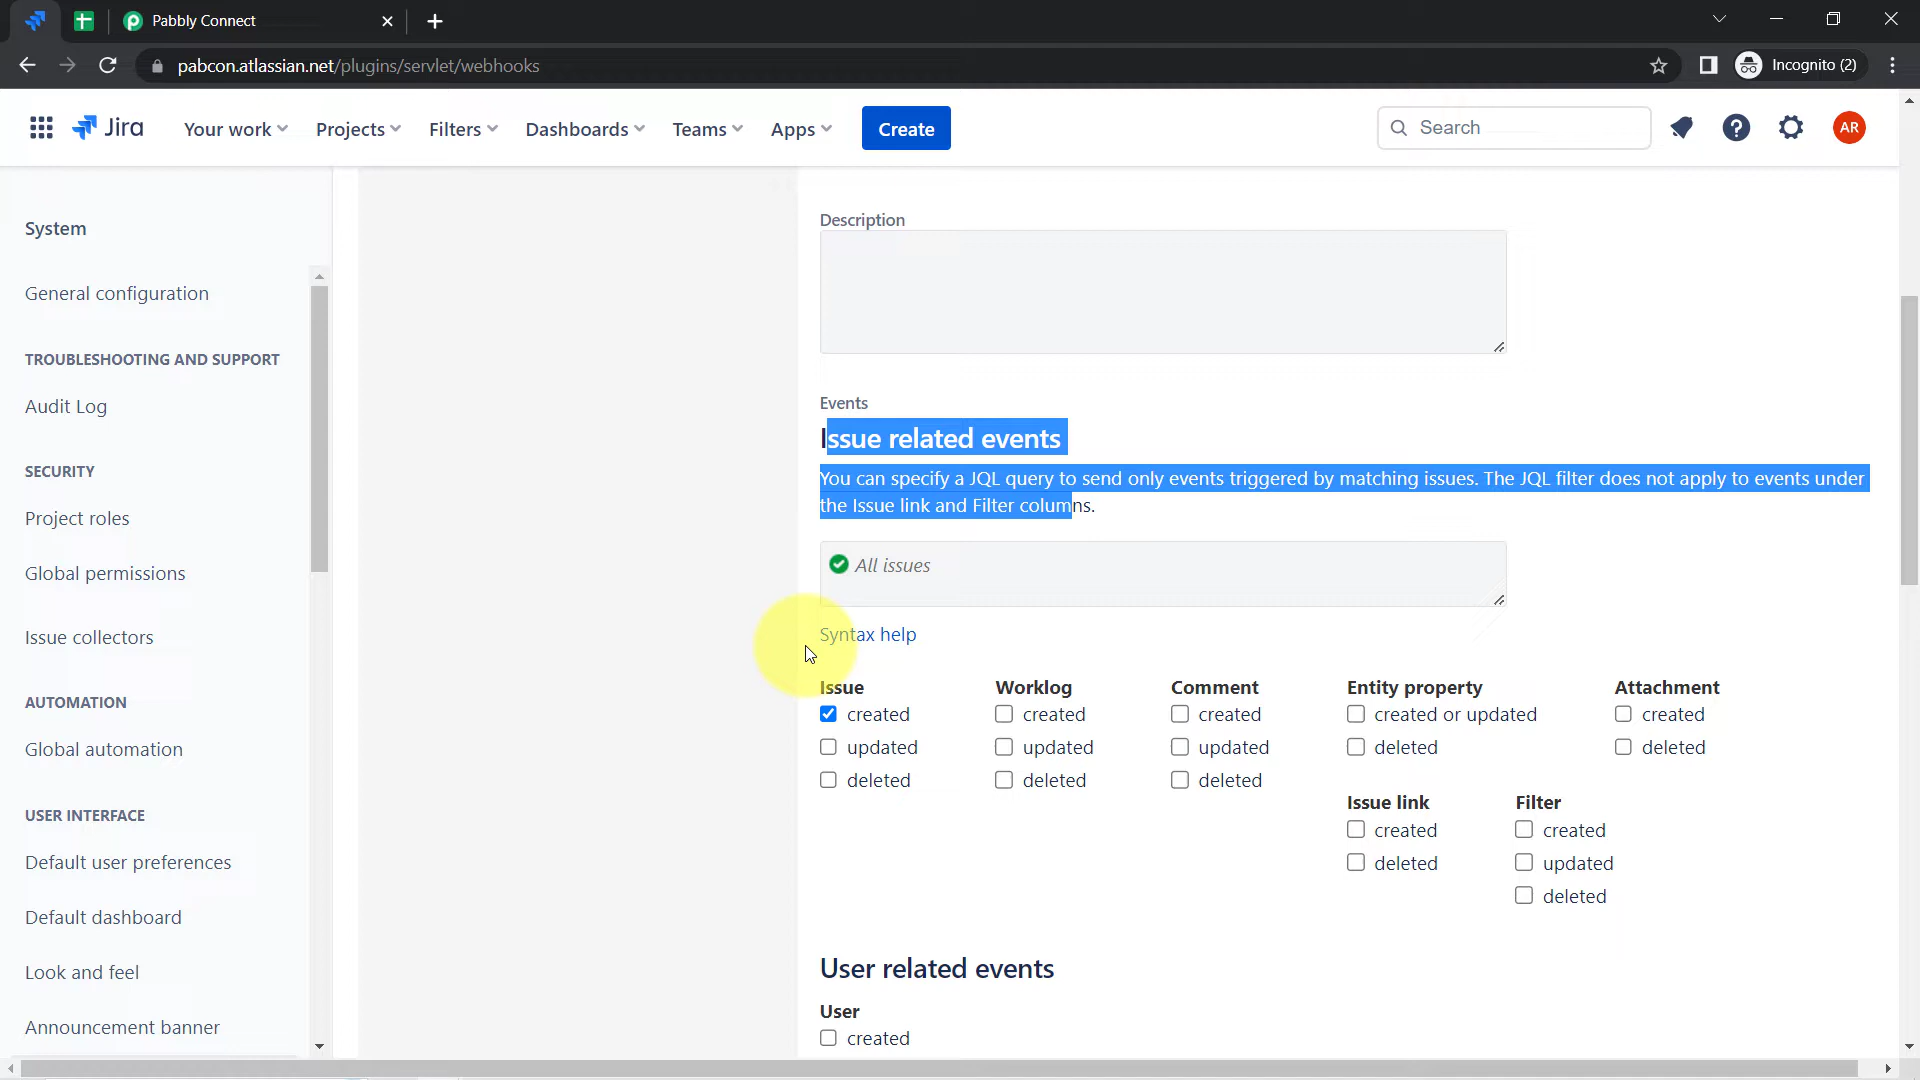 Pabbly Connect
pabcon.atlassian.net/plugins/servlet/webhooks
Incognito (2)
Jira
Your work
Projects
Filters
Dashboards
Teams
Apps
Create
Search
AR
System
General configuration
TROUBLESHOOTING AND SUPPORT
Audit Log
SECURITY
Project roles
Global permissions
Issue collectors
AUTOMATION
Global automation
USER INTERFACE
Default user preferences
Default dashboard
Look and feel
Announcement banner
Description
Events
Issue related events
You can specify a JQL query to send only events triggered by matching issues. The JQL filter does not apply to events under
the Issue link and Filter columns.
All issues
Syntax help
Issue
created
updated
deleted
Worklog
created
updated
deleted
Comment
created
updated
deleted
Entity property
created or updated
deleted
Attachment
created
deleted
Issue link
created
deleted
Filter
created
updated
deleted
User related events
User
created